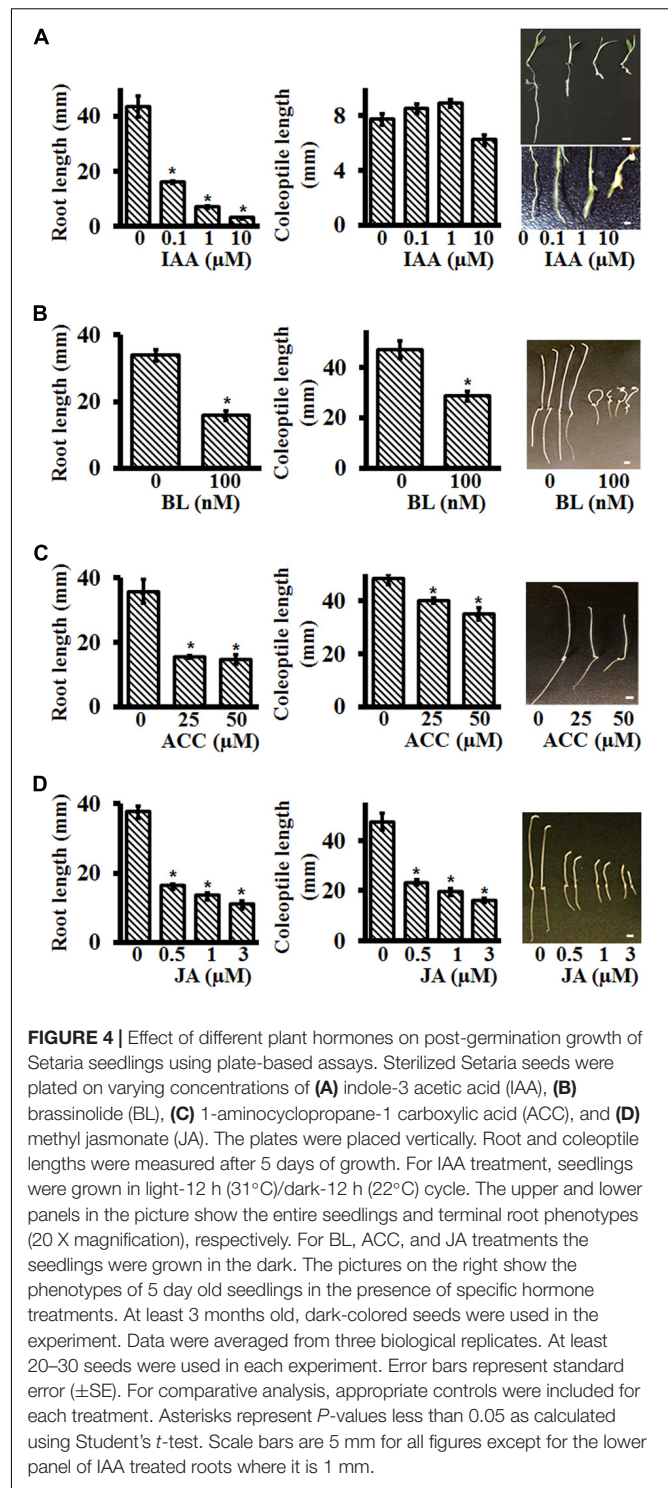 A
Root length (mm)
40
20
0
* * *
0 0.1 1 10
IAA (µM)
Coleoptile length
(mm)
8
4
0
0 0.1 1 10
IAA (µM)
0 0.1 1 10
IAA (µM)
B
Root length (mm)
40
20
0
*
0 100
BL (nM)
Coleoptile length
(mm)
40
20
0
*
0 100
BL (nM)
0 100
BL (nM)
C
Root length (mm)
40
20
0
* *
0 25 50
ACC (µM)
Coleoptile length
(mm)
40
20
0
* *
0 25 50
ACC (µM)
0 25 50
ACC (µM)
D
Root length (mm)
40
20
0
* * *
0 0.5 1 3
JA (µM)
Coleoptile length
(mm)
40
20
0
* * *
0 0.5 1 3
JA (µM)
0 0.5 1 3
JA (µM)
FIGURE 4 | Effect of different plant hormones on post-germination growth of
Setaria seedlings using plate-based assays. Sterilized Setaria seeds were
plated on varying concentrations of (A) indole-3 acetic acid (IAA), (B)
brassinolide (BL), (C) 1-aminocyclopropane-1 carboxylic acid (ACC), and (D)
methyl jasmonate (JA). The plates were placed vertically. Root and coleoptile
lengths were measured after 5 days of growth. For IAA treatment, seedlings
were grown in light-12 h (31°C)/dark-12 h (22°C) cycle. The upper and lower
panels in the picture show the entire seedlings and terminal root phenotypes
(20 X magnification), respectively. For BL, ACC, and JA treatments the
seedlings were grown in the dark. The pictures on the right show the
phenotypes of 5 day old seedlings in the presence of specific hormone
treatments. At least 3 months old, dark-colored seeds were used in the
experiment. Data were averaged from three biological replicates. At least
20–30 seeds were used in each experiment. Error bars represent standard
error (±SE). For comparative analysis, appropriate controls were included for
each treatment. Asterisks represent P-values less than 0.05 as calculated
using Student's t-test. Scale bars are 5 mm for all figures except for the lower
panel of IAA treated roots where it is 1 mm.